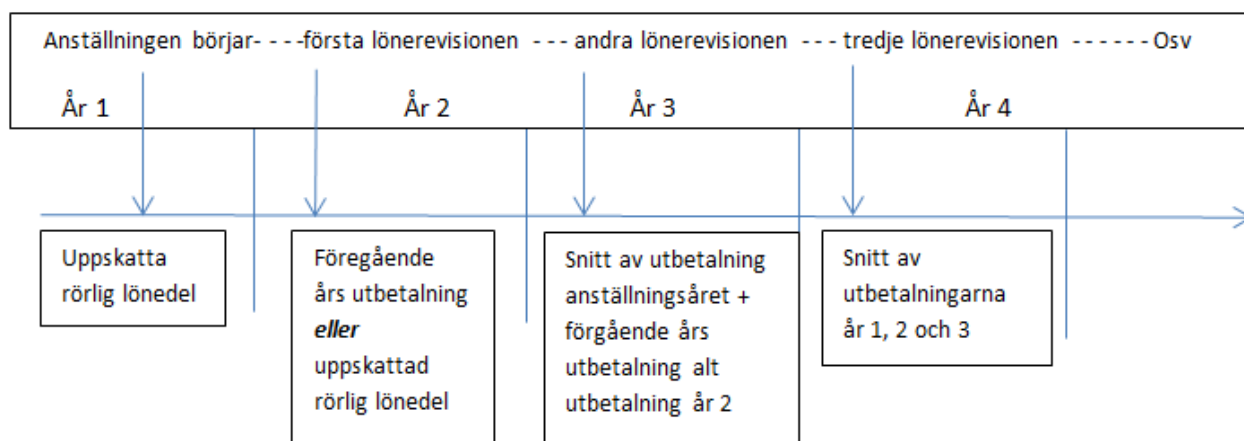 Anställningen börjar- - - -första lönerevisionen - - - andra lönerevisionen - - - tredje lönerevisionen - - - - - - Osv
År 1 År 2 År 3 År 4
Uppskatta
rörlig lönedel
Föregående
års utbetalning
eller
uppskattad
rörlig lönedel
Snitt av utbetalning
anställningsåret +
förgående års
utbetalning alt
utbetalning år 2
Snitt av
utbetalningarna
år 1, 2 och 3